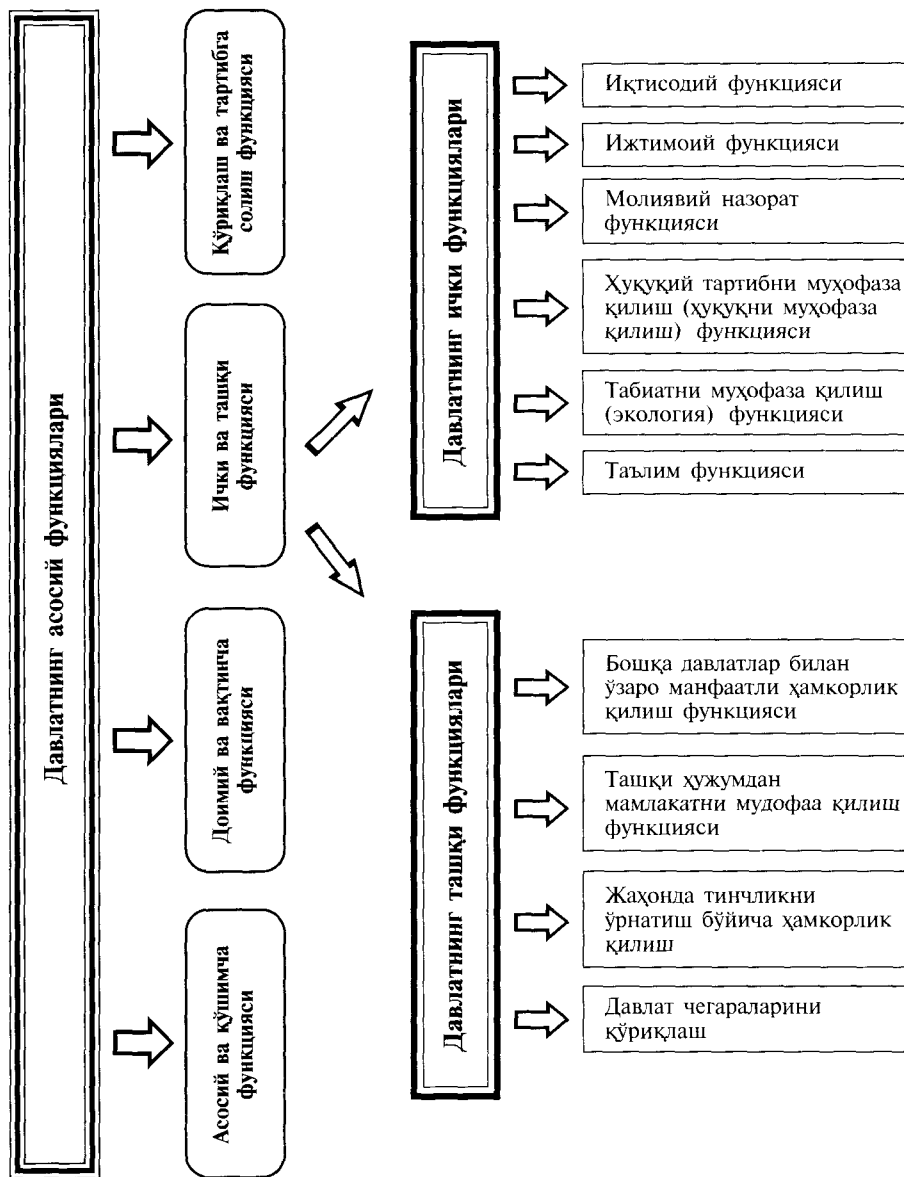 Давлатнинг асосий функциялари
Қўриқлаш ва тартибга
солиш функцияси
Ички ва ташқи
функцияси
Доимий ва вақтинча
функцияси
Асосий ва қўшимча
функцияси
Давлатнинг ички функциялари
Иқтисодий функцияси
Ижтимоий функцияси
Молиявий назорат
функцияси
Ҳуқуқий тартибни муҳофаза
қилиш (ҳуқуқни муҳофаза
қилиш) функцияси
Табиатни муҳофаза қилиш
(экология) функцияси
Таълим функцияси
Давлатнинг ташқи функциялари
Бошқа давлатлар билан
ўзаро манфаатли ҳамкорлик
қилиш функцияси
Ташқи ҳужумдан
мамлакатни мудофаа қилиш
функцияси
Жаҳонда тинчликни
ўрнатиш бўйича ҳамкорлик
қилиш
Давлат чегараларини
қўриқлаш